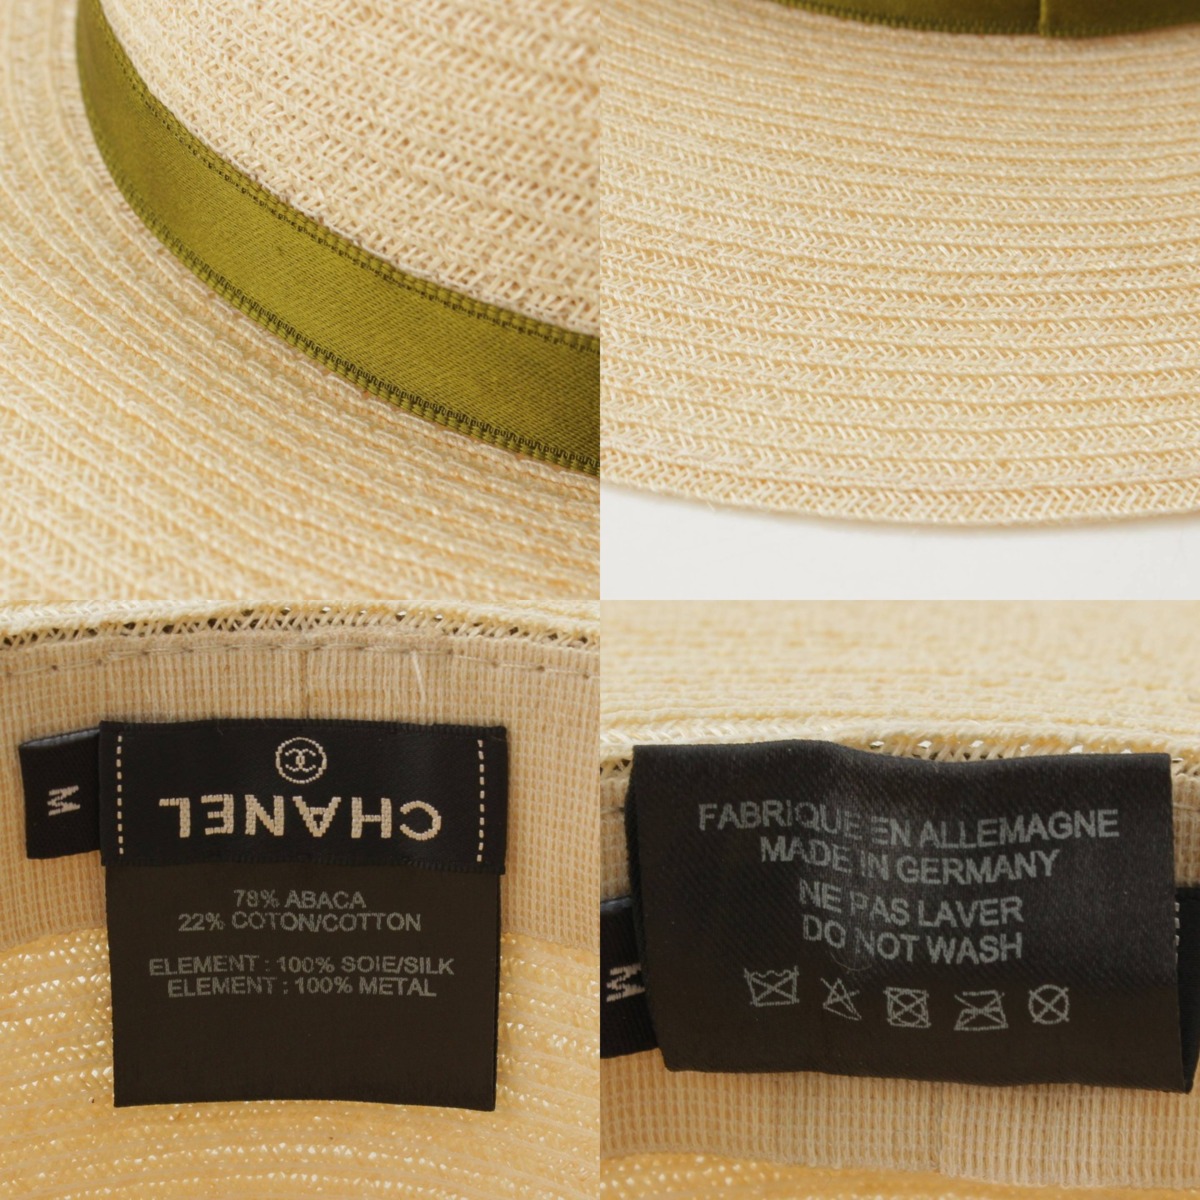 M
CHANEL
78% ABACA
22% COTON/COTTON
ELEMENT : 100% SOIE/SILK
ELEMENT : 100% METAL
FABRIQUE EN ALLEMAGNE
MADE IN GERMANY
NE PAS LAVER
DO NOT WASH
M